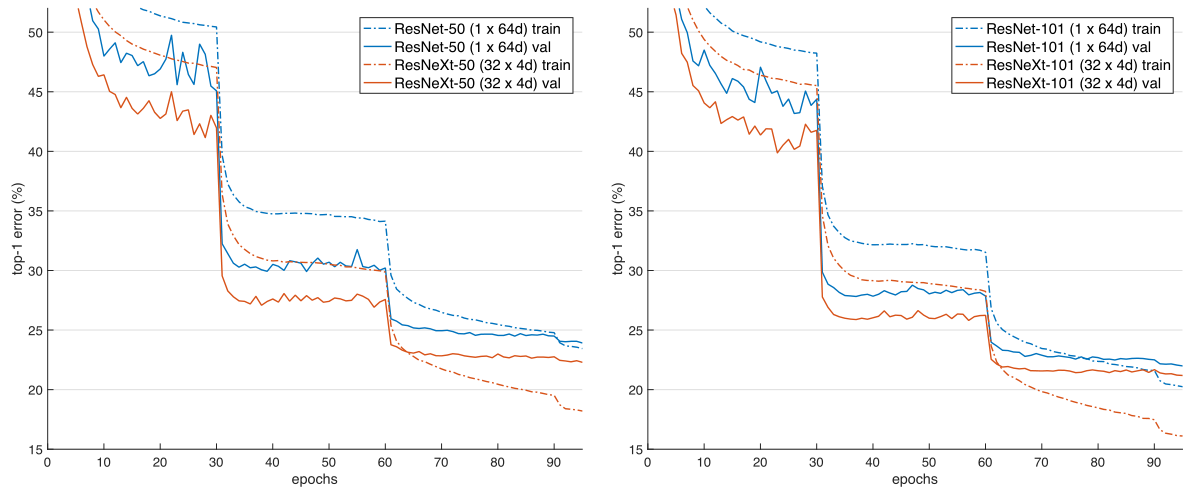 50
45
40
35
30
25
20
15
top-1 error (%)
0 10 20 30 40 50 60 70 80 90
epochs
ResNet-50 (1 x 64d) train
ResNet-50 (1 x 64d) val
ResNeXt-50 (32 x 4d) train
ResNeXt-50 (32 x 4d) val
50
45
40
35
30
25
20
15
top-1 error (%)
0 10 20 30 40 50 60 70 80 90
epochs
ResNet-101 (1 x 64d) train
ResNet-101 (1 x 64d) val
ResNeXt-101 (32 x 4d) train
ResNeXt-101 (32 x 4d) val